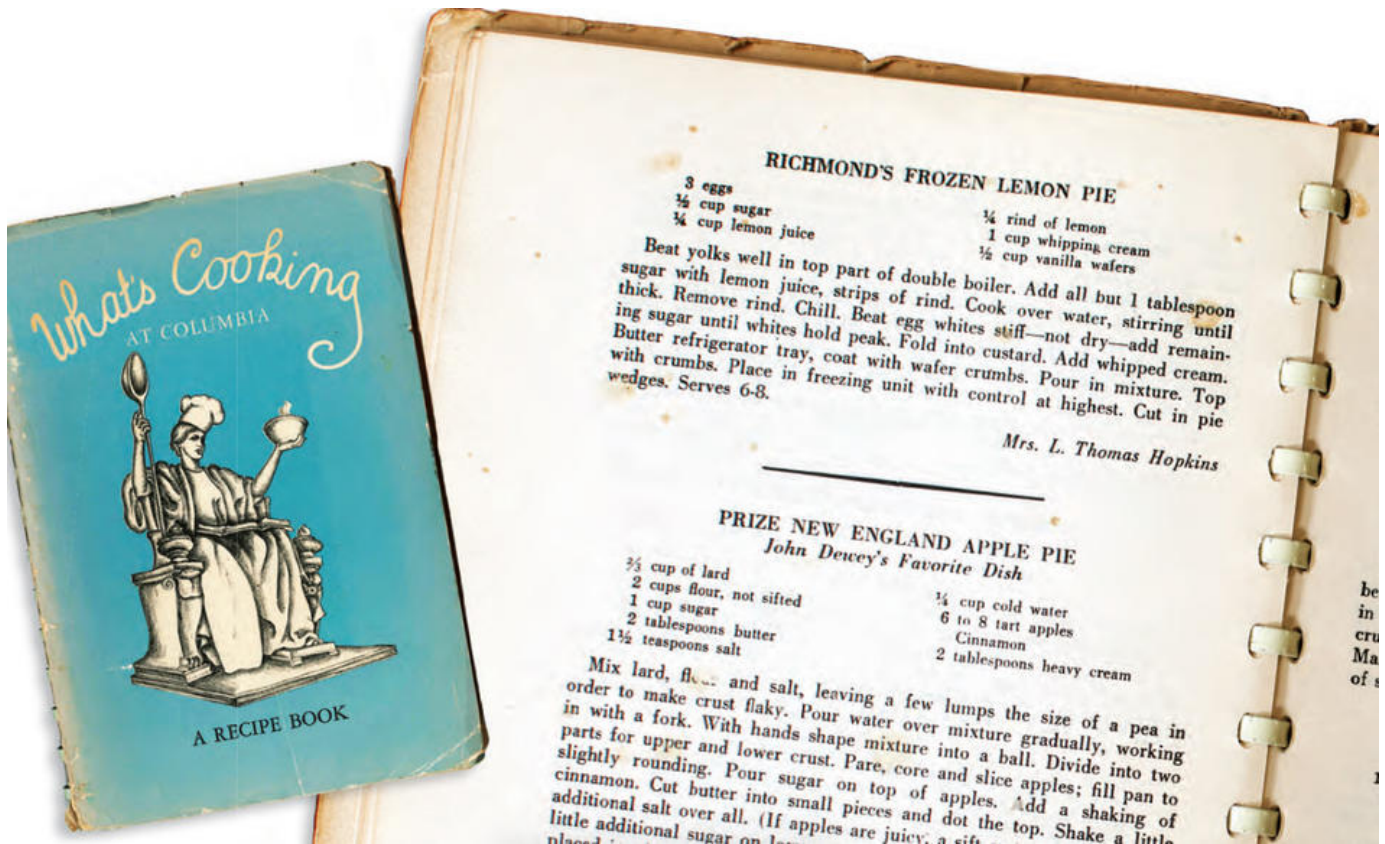 What's Cooking
AT COLUMBIA
A RECIPE BOOK
RICHMOND'S FROZEN LEMON PIE
3 eggs
½ cup sugar
¼ cup lemon juice
¼ rind of lemon
1 cup whipping cream
½ cup vanilla wafers
Beat yolks well in top part of double boiler. Add all but 1 tablespoon
sugar with lemon juice, strips of rind. Cook over water, stirring until
thick. Remove rind. Chill. Beat egg whites stiff—not dry—add remain-
ing sugar until whites hold peak. Fold into custard. Add whipped cream.
Butter refrigerator tray, coat with wafer crumbs. Pour in mixture. Top
with crumbs. Place in freezing unit with control at highest. Cut in pie
wedges. Serves 6-8.
Mrs. L. Thomas Hopkins
PRIZE NEW ENGLAND APPLE PIE
John Dewey's Favorite Dish
⅔ cup of lard
2 cups flour, not sifted
1 cup sugar
2 tablespoons butter
1½ teaspoons salt
¼ cup cold water
6 to 8 tart apples
Cinnamon
2 tablespoons heavy cream
Mix lard, and salt, leaving a few lumps the size of a pea in
order to make crust flaky. Pour water over mixture gradually, working
in with a fork. With hands shape mixture into a ball. Divide into two
parts for upper and lower crust. Pare, core and slice apples; fill pan to
slightly rounding. Pour sugar on top of apples. Add a shaking of
cinnamon. Cut butter into small pieces and dot the top. Shake a little
additional salt over all. (If apples are juicy, a sift
little additional sugar on
placed
be
in
cru
Ma
of s